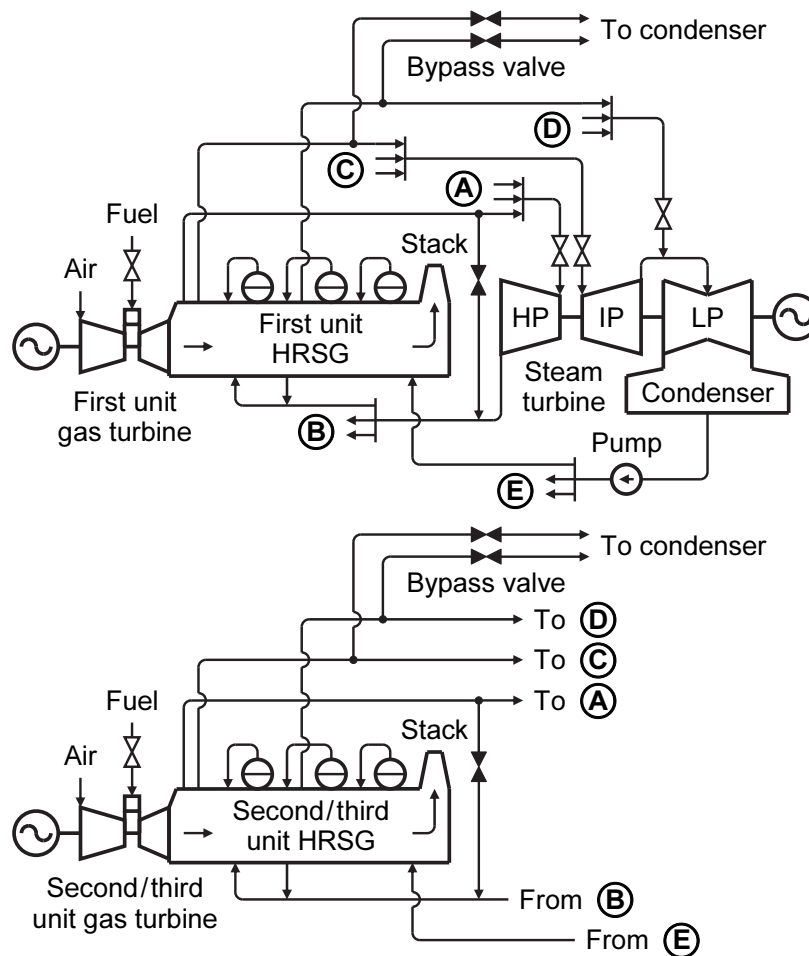 To condenser
Bypass valve
D
C
A
Fuel
Stack
Air
HP
IP
LP
First unit
HRSG
Steam
turbine
Condenser
First unit
gas turbine
B
Pump
E
To condenser
Bypass valve
To D
To C
To A
Fuel
Stack
Air
Second/third
unit HRSG
Second/third
unit gas turbine
From B
From E